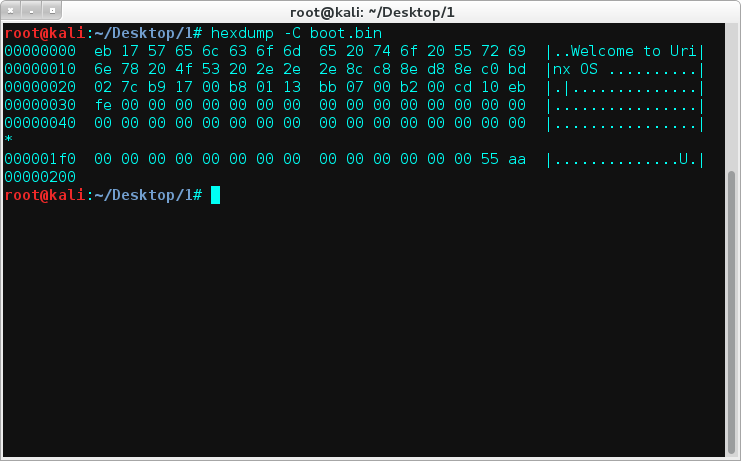 root@kali: ~/Desktop/1
root@kali:~/Desktop/1# hexdump -C boot.bin
00000000  eb 17 57 65 6c 63 6f 6d  65 20 74 6f 20 55 72 69  |..Welcome to Uri|
00000010  6e 78 20 4f 53 20 2e 2e  2e 8c c8 8e d8 8e c0 bd  |nx OS ..........|
00000020  02 7c b9 17 00 b8 01 13  bb 07 00 b2 00 cd 10 eb  |.|..............|
00000030  fe 00 00 00 00 00 00 00  00 00 00 00 00 00 00 00  |................|
00000040  00 00 00 00 00 00 00 00  00 00 00 00 00 00 00 00  |................|
*
000001f0  00 00 00 00 00 00 00 00  00 00 00 00 00 00 55 aa  |..............U.|
00000200
root@kali:~/Desktop/1#